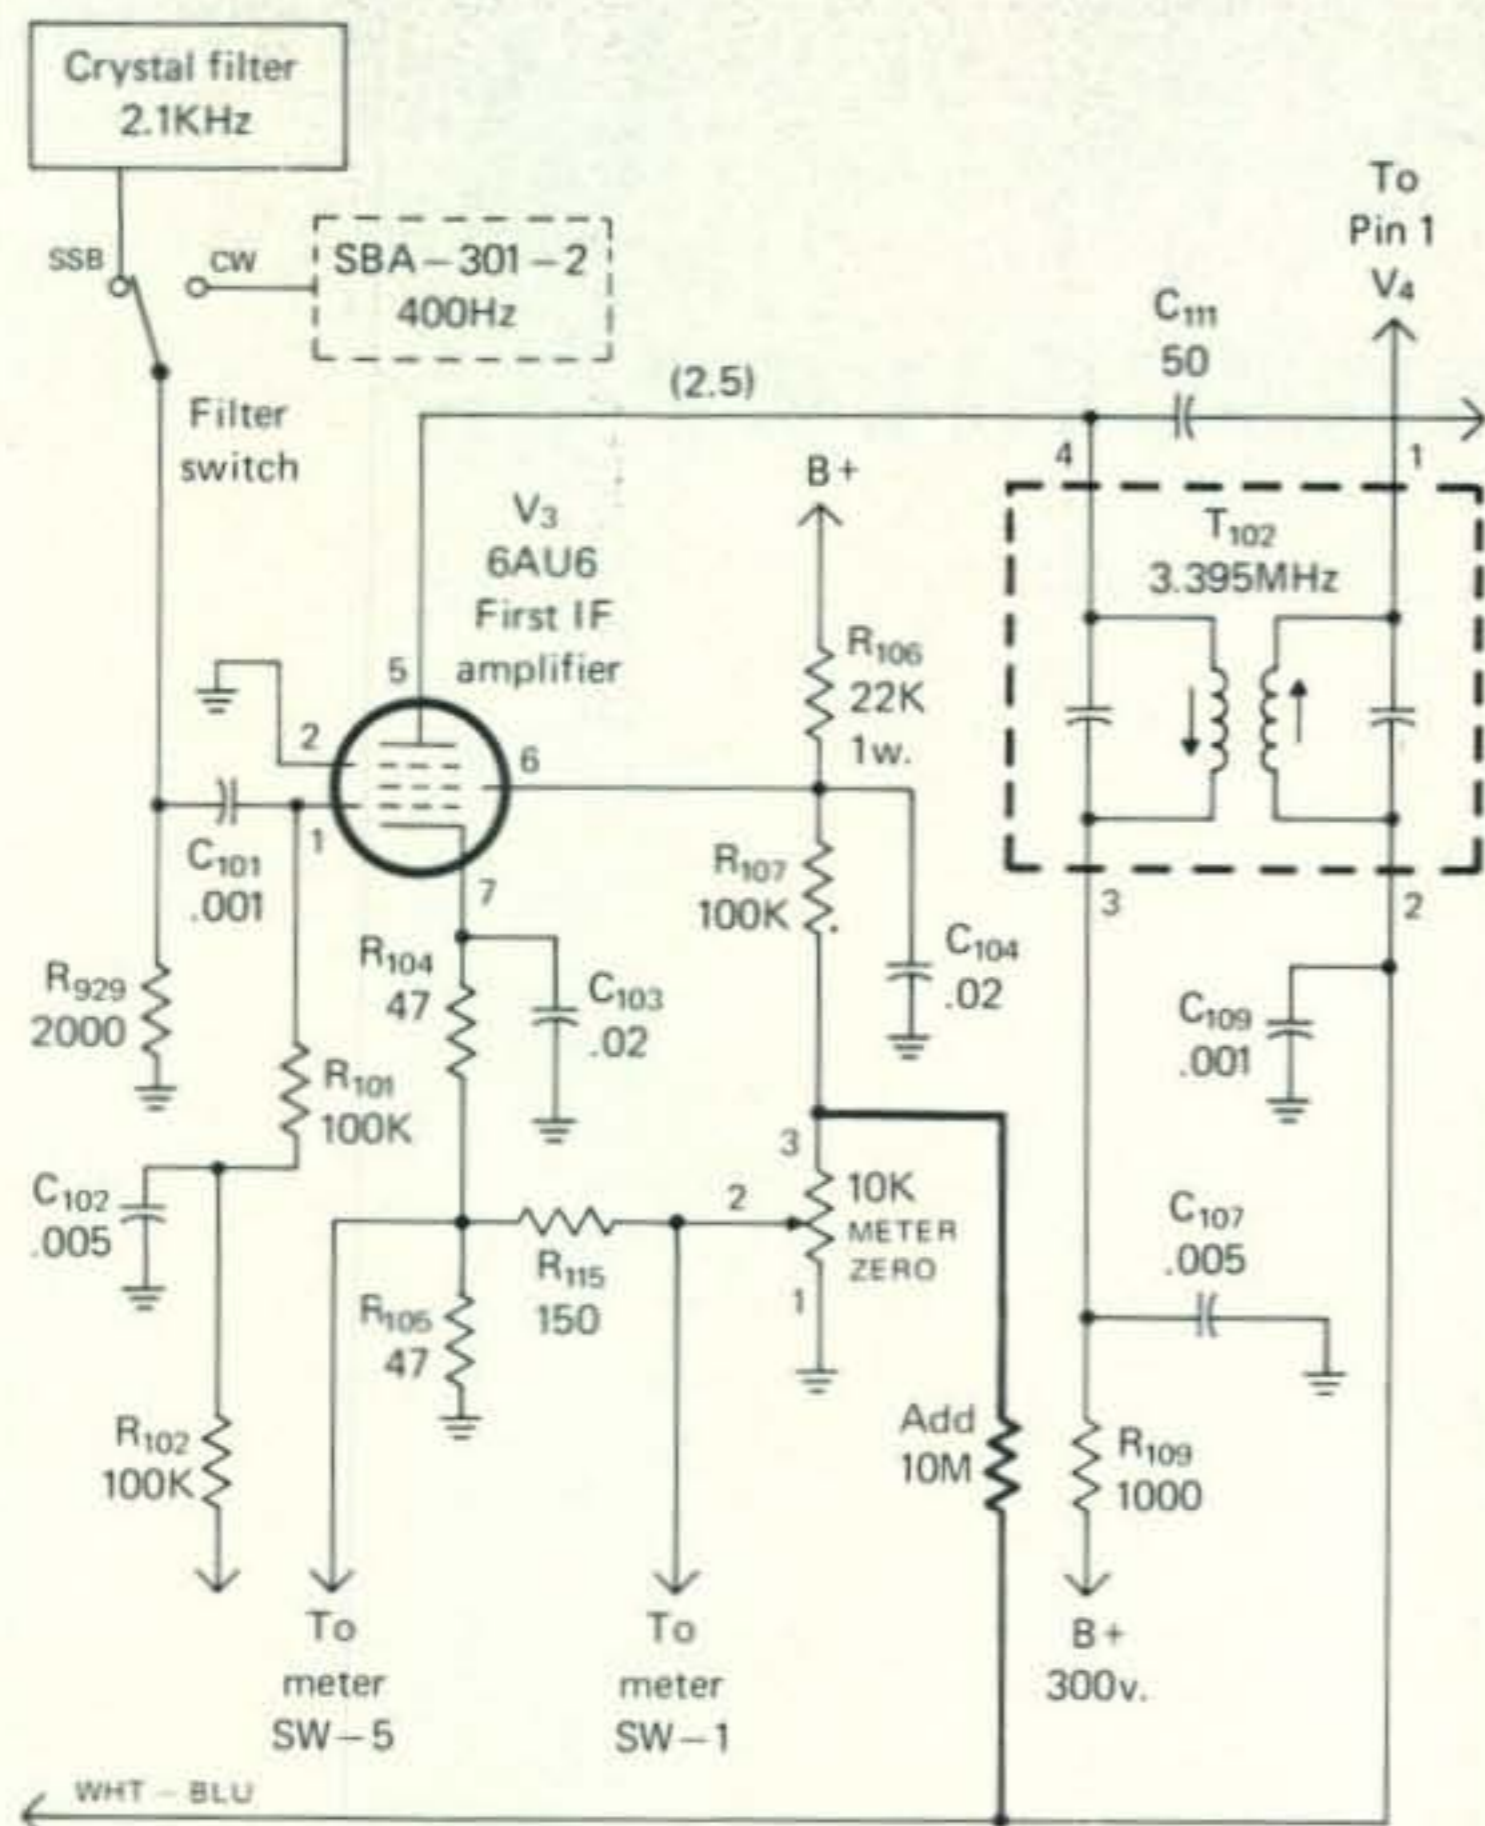 Crystal filter
2.1KHz
SSB
CW
SBA-301-2
400Hz
Filter
switch
(2.5)
To
Pin 1
V4
C111
50
4
1
B+
V3
6AU6
First IF
amplifier
5
2
6
1
7
T102
3.395MHz
R106
22K
1w.
C101
.001
R107
100K
3
2
R104
47
C103
.02
C104
.02
C109
.001
R929
2000
R101
100K
C102
.005
3
2
10K
METER
ZERO
1
C107
.005
R115
150
R105
47
R102
100K
Add
10M
R109
1000
To
meter
SW-5
To
meter
SW-1
B+
300v.
WHT-BLU